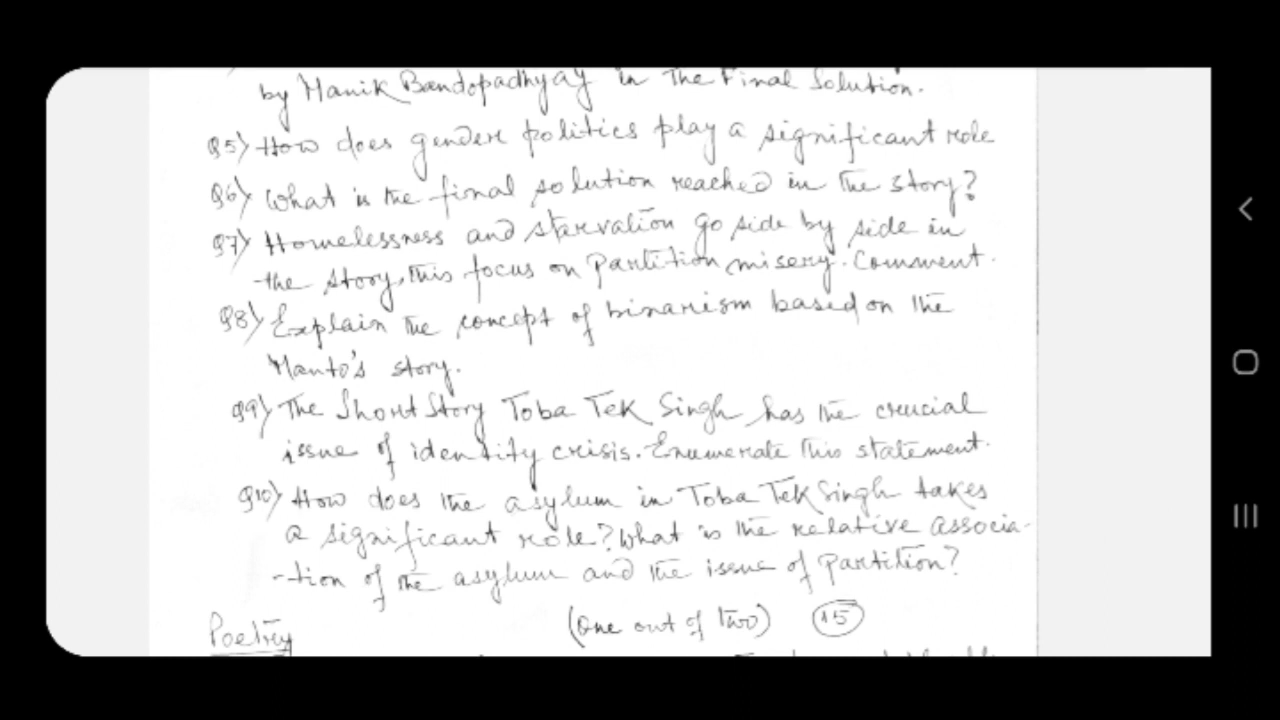 by Manik Bandopadhyay in The Final Solution.
Q5) How does gender politics play a significant role
Q6) What is the final solution reached in the story?
Q7) Homelessness and starvation go side by side in
the story, this focus on Partition misery. Comment.
Q8) Explain the concept of binarism based on the
Manto's story.
Q9) The Short Story Toba Tek Singh has the crucial
issue of identity crisis. Enumerate this statement.
Q10) How does the asylum in Toba Tek Singh takes
a significant role? What is the relative associa-
-tion of the asylum and the issue of partition?
Poetry (One out of two) 15